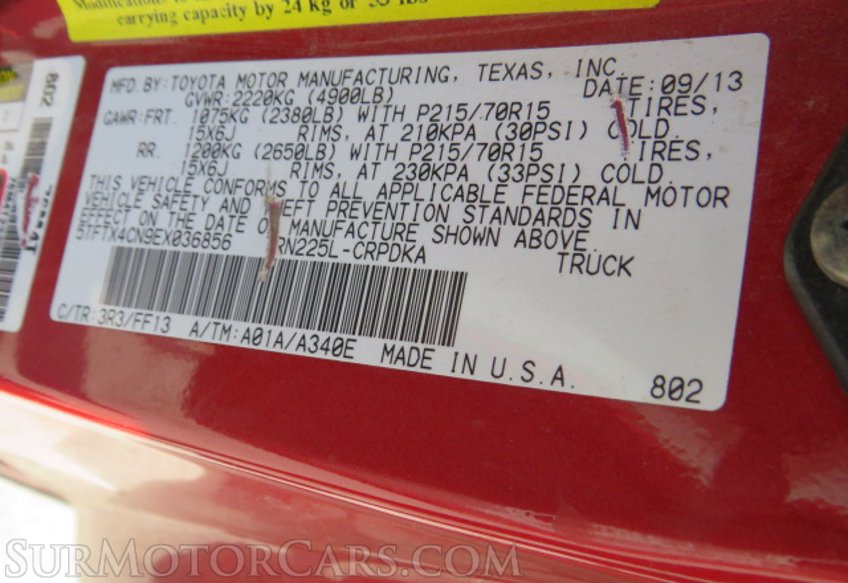 carrying capacity by 24 kg or 53 lbs
802
MFD. BY: TOYOTA MOTOR MANUFACTURING, TEXAS, INC.
DATE: 09/13
GVWR: 2220KG (4900LB)
GAWR: FRT. 1075KG (2380LB) WITH P215/70R15 TIRES,
15X6J RIMS, AT 210KPA (30PSI) COLD.
RR. 1200KG (2650LB) WITH P215/70R15 TIRES,
15X6J RIMS, AT 230KPA (33PSI) COLD.
THIS VEHICLE CONFORMS TO ALL APPLICABLE FEDERAL MOTOR
VEHICLE SAFETY AND THEFT PREVENTION STANDARDS IN
EFFECT ON THE DATE OF MANUFACTURE SHOWN ABOVE.
5TFTX4CN9EX036856 RN225L-CRPDKA TRUCK
C/TR: 3R3/FF13 A/TM: A01A/A340E MADE IN U.S.A. 802
SURMOTORCARS.COM